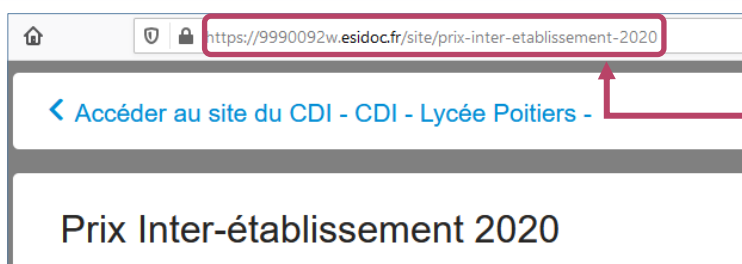 https://9990092w.esidoc.fr/site/prix-inter-etablissement-2020
Accéder au site du CDI - CDI - Lycée Poitiers -
Prix Inter-établissement 2020